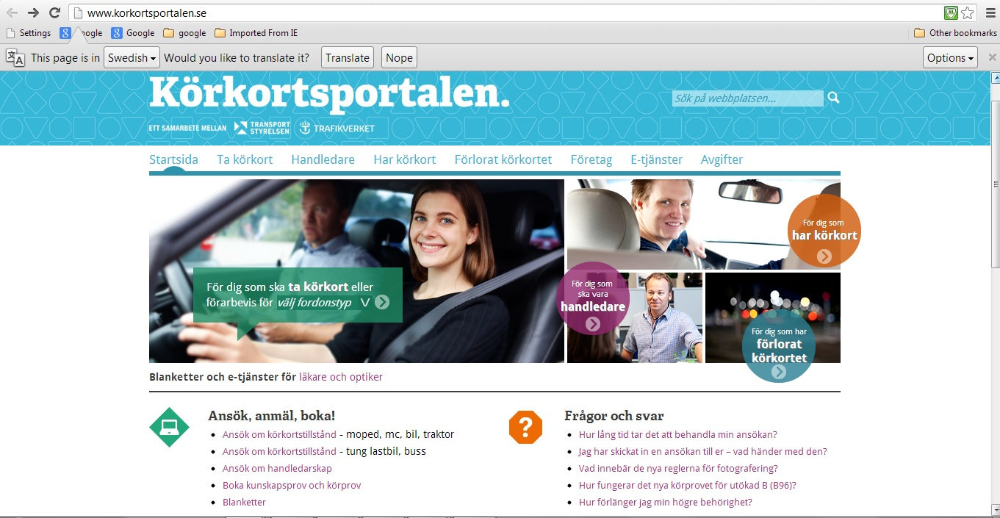 www.korkortsportalen.se
Settings
Google
google
Imported From IE
Other bookmarks
This page is in Swedish Would you like to translate it? Translate Nope Options
Körkortsportalen.
Sök på webbplatsen...
ETT SAMARBETE MELLAN TRANSPORT STYRELSEN TRAFIKVERKET
Startsida Ta körkort Handledare Har körkort Förlorat körkortet Företag E-tjänster Avgifter
För dig som ska ta körkort eller
förarbevis för välj fordonstyp V
För dig som
har körkort
För dig som
ska vara
handledare
För dig som har
förlorat
körkortet
Blanketter och e-tjänster för läkare och optiker
Ansök, anmäl, boka!
Ansök om körkortstillstånd - moped, mc, bil, traktor
Ansök om körkortstillstånd - tung lastbil, buss
Ansök om handledarskap
Boka kunskapsprov och körprov
Blanketter
?
Frågor och svar
Hur lång tid tar det att behandla min ansökan?
Jag har skickat in en ansökan till er – vad händer med den?
Vad innebär de nya reglerna för fotografering?
Hur fungerar det nya körprovet för utökad B (B96)?
Hur förlänger jag min högre behörighet?